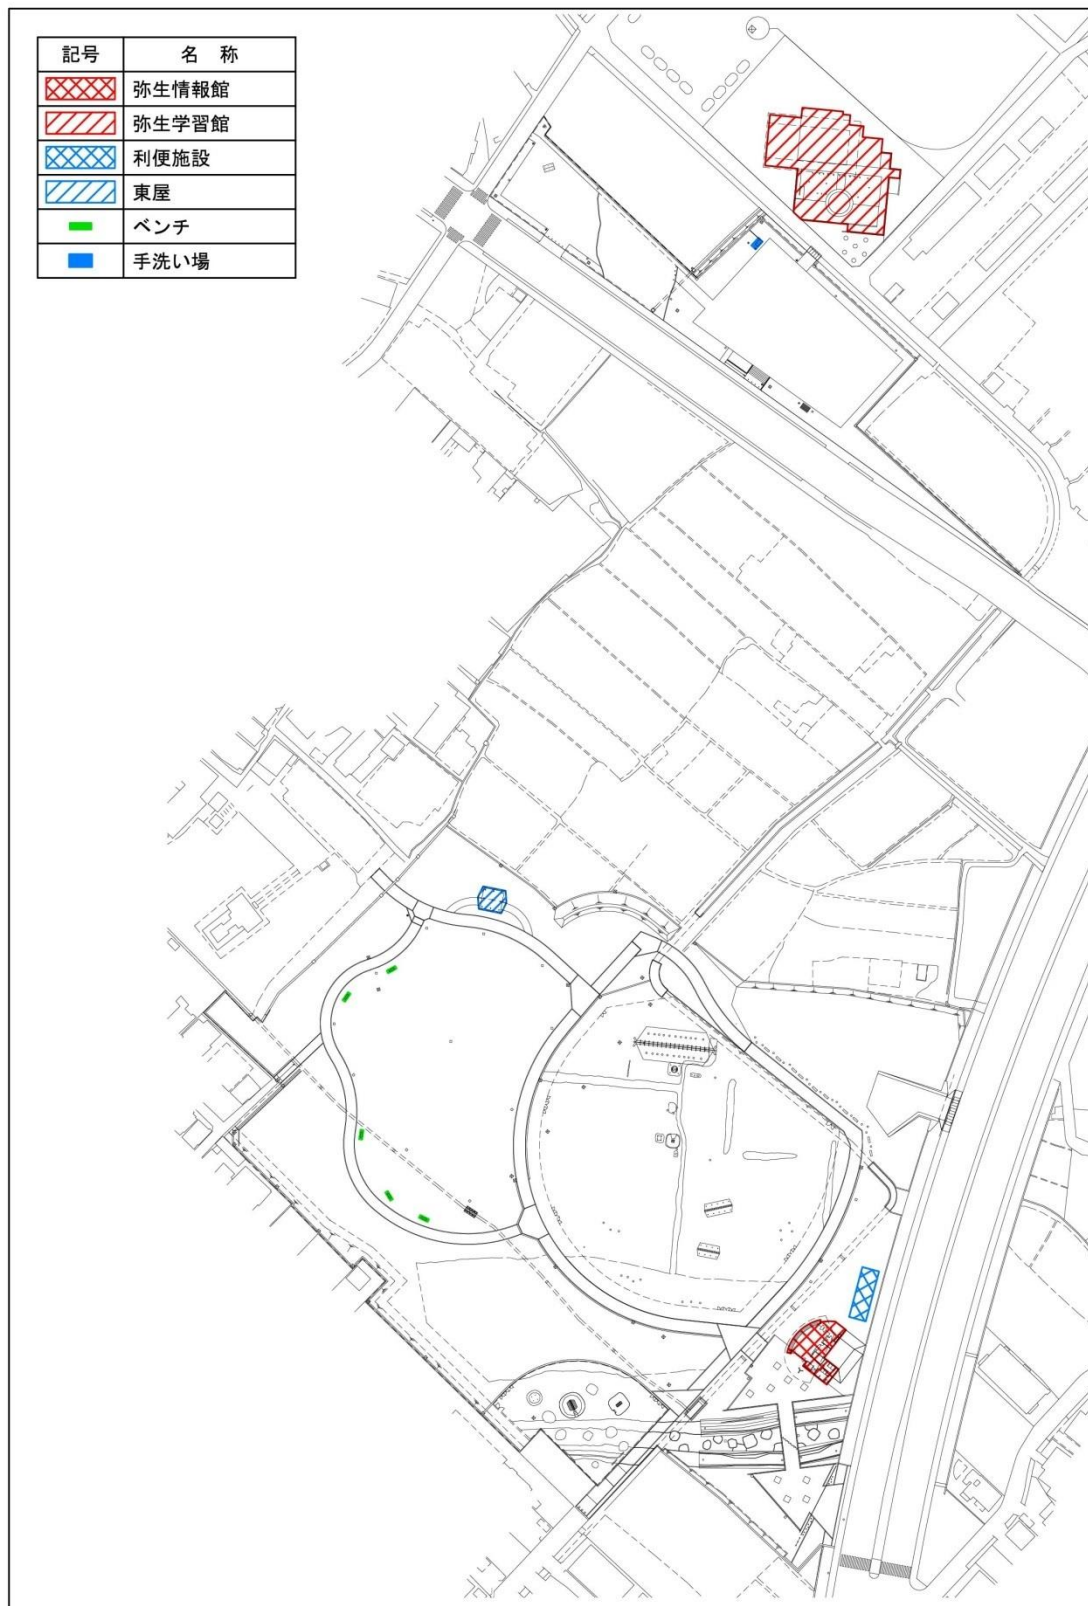 記号 名 称
弥生情報館
弥生学習館
利便施設
東屋
ベンチ
手洗い場